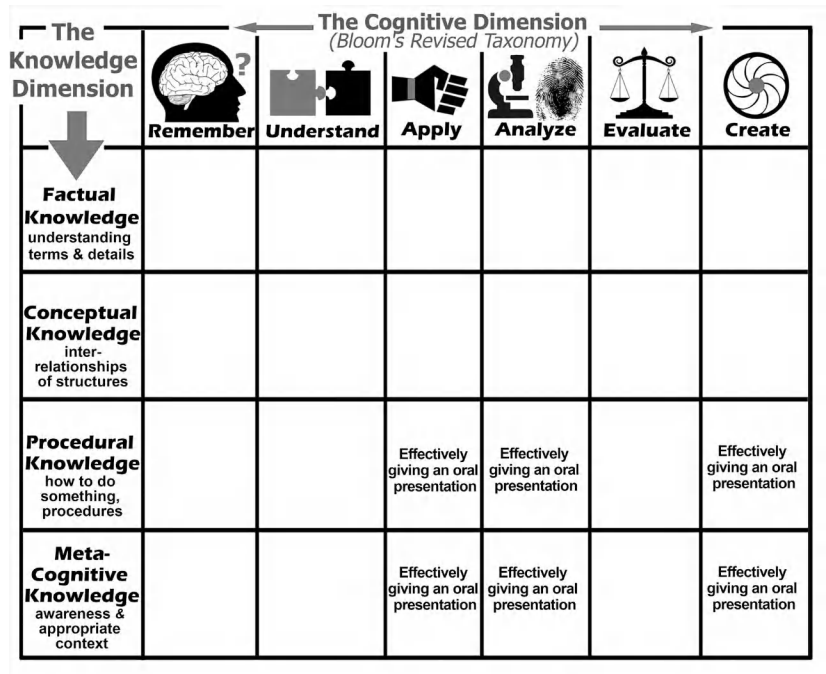 The Knowledge Dimension
The Cognitive Dimension
(Bloom's Revised Taxonomy)
?
Remember
Understand
Apply
Analyze
Evaluate
Create
Factual
Knowledge
understanding
terms & details
Conceptual
Knowledge
inter-
relationships
of structures
Procedural
Knowledge
how to do
something,
procedures
Effectively
giving an oral
presentation
Effectively
giving an oral
presentation
Effectively
giving an oral
presentation
Meta-
Cognitive
Knowledge
awareness &
appropriate
context
Effectively
giving an oral
presentation
Effectively
giving an oral
presentation
Effectively
giving an oral
presentation